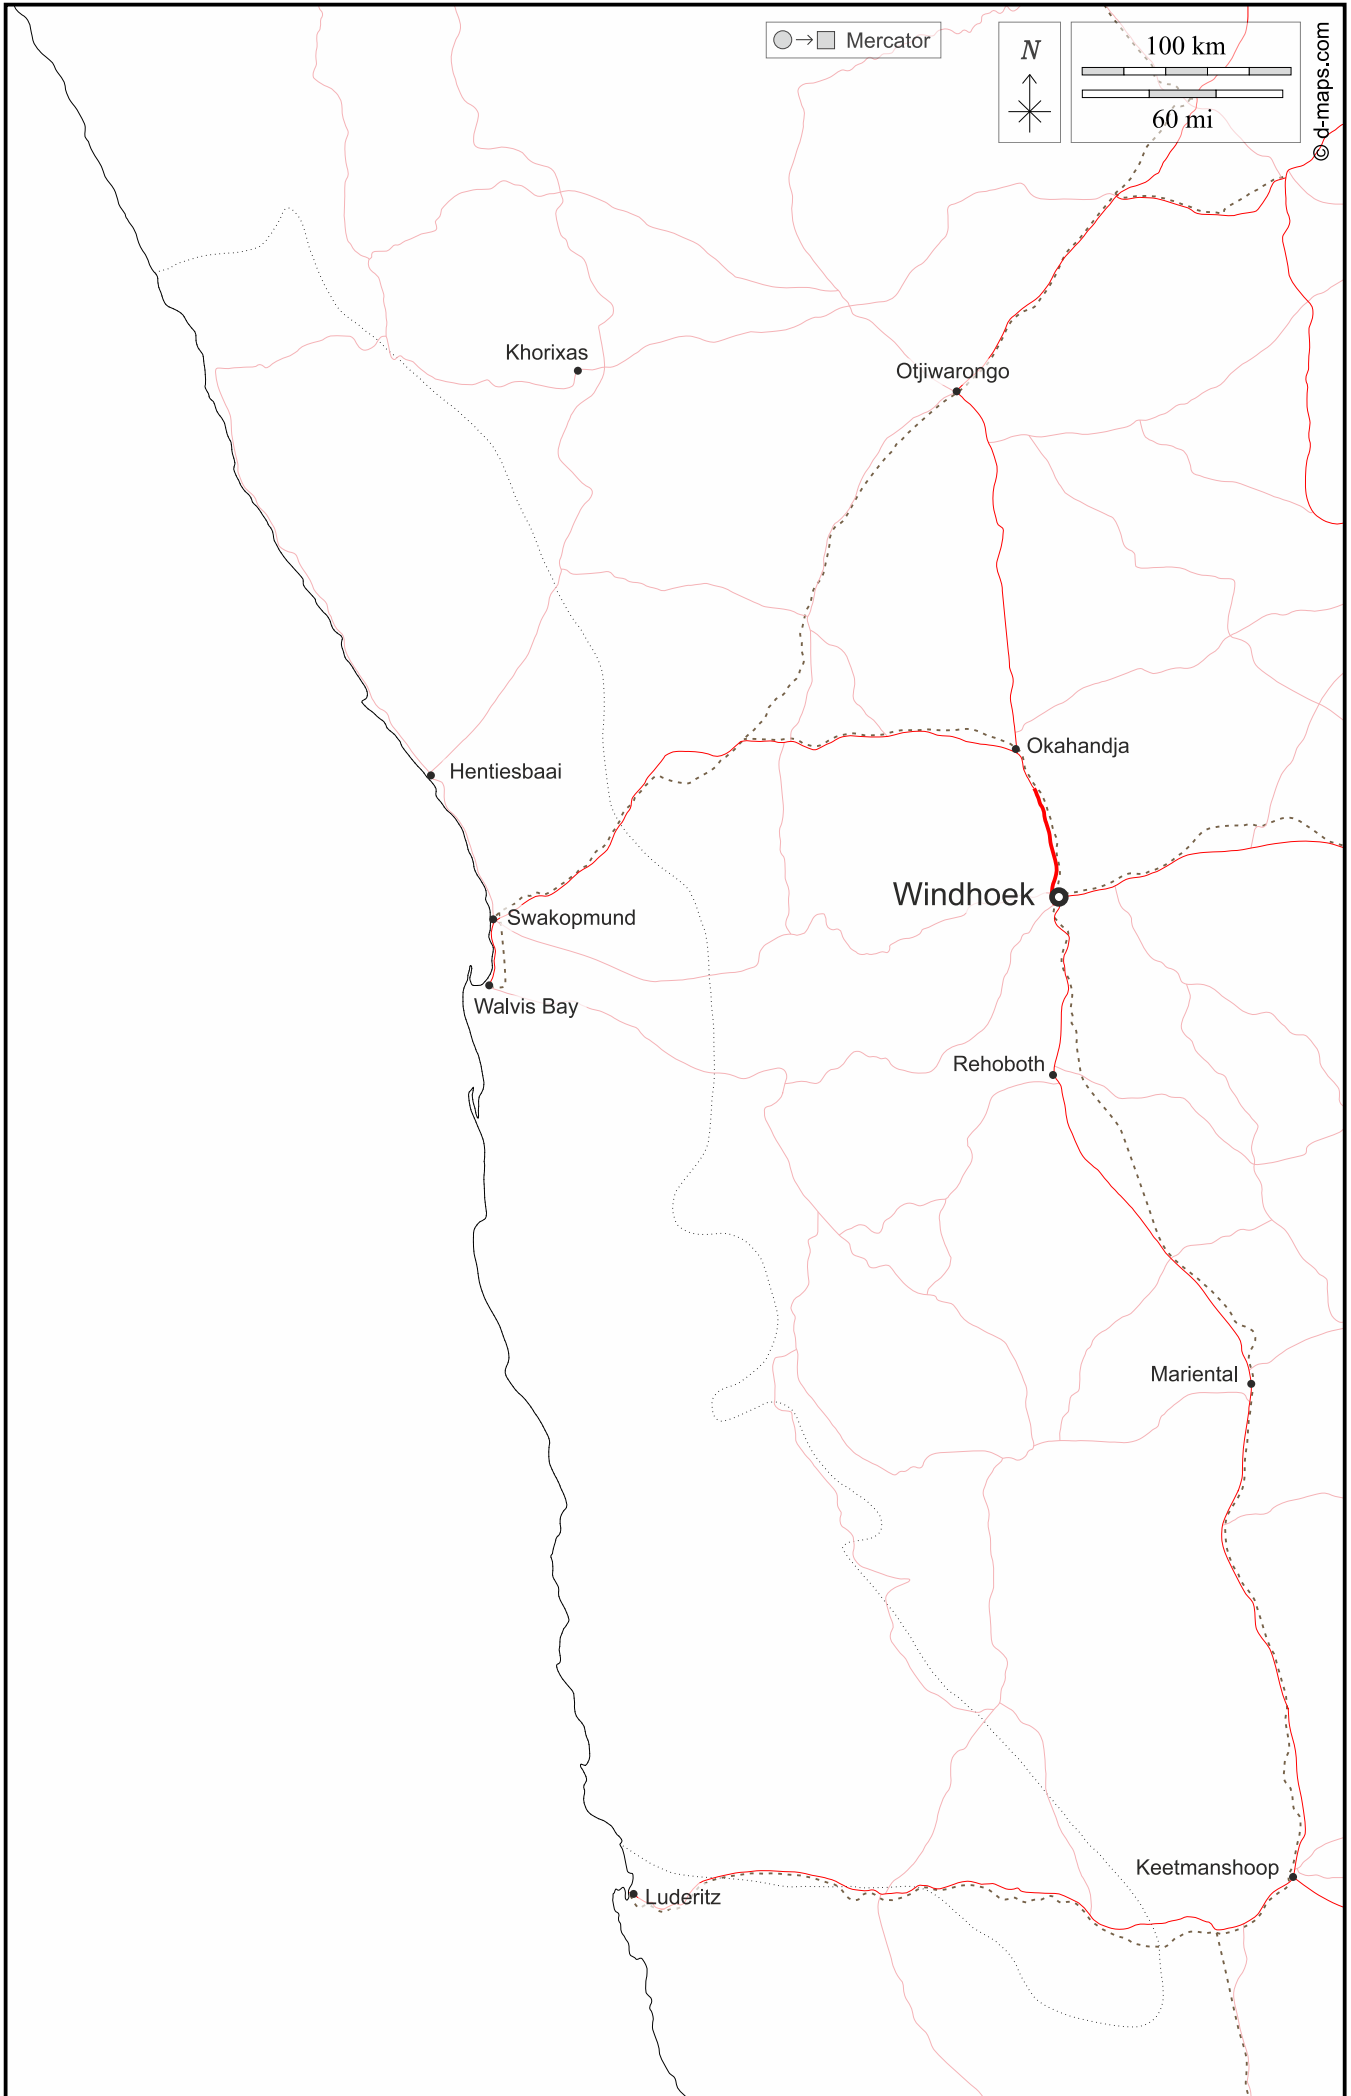 Mercator
N
100 km
60 mi
© d-maps.com
Khorixas
Otjiwarongo
Okahandja
Hentiesbaai
Windhoek
Swakopmund
Walvis Bay
Rehoboth
Mariental
Keetmanshoop
Luderitz